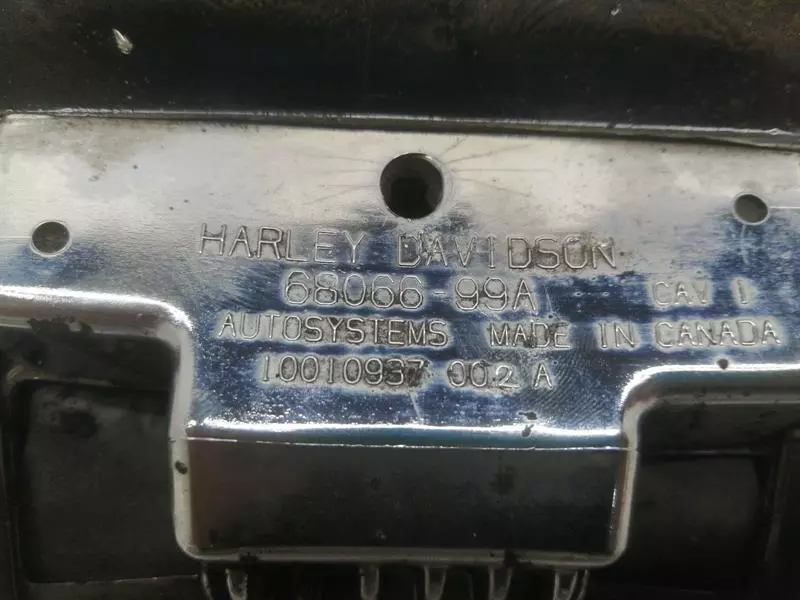 HARLEY DAVIDSON
68066-99A CAV 1
AUTOSYSTEMS MADE IN CANADA
10010937 002 A